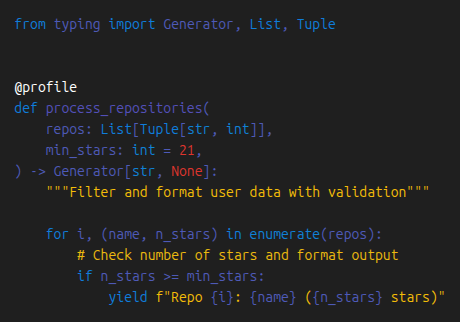 from typing import Generator, List, Tuple


@profile
def process_repositories(
    repos: List[Tuple[str, int]],
    min_stars: int = 21,
) -> Generator[str, None]:
    """Filter and format user data with validation"""

    for i, (name, n_stars) in enumerate(repos):
        # Check number of stars and format output
        if n_stars >= min_stars:
            yield f"Repo {i}: {name} ({n_stars} stars)"